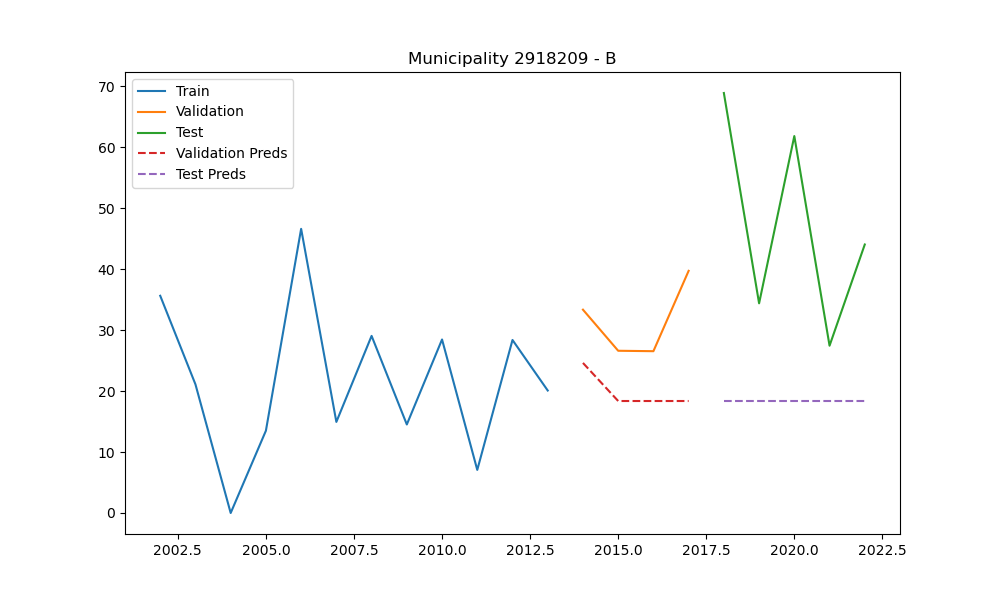 Municipality 2918209 - B
Train
Validation
Test
Validation Preds
Test Preds
70
60
50
40
30
20
10
0
2002.5 2005.0 2007.5 2010.0 2012.5 2015.0 2017.5 2020.0 2022.5